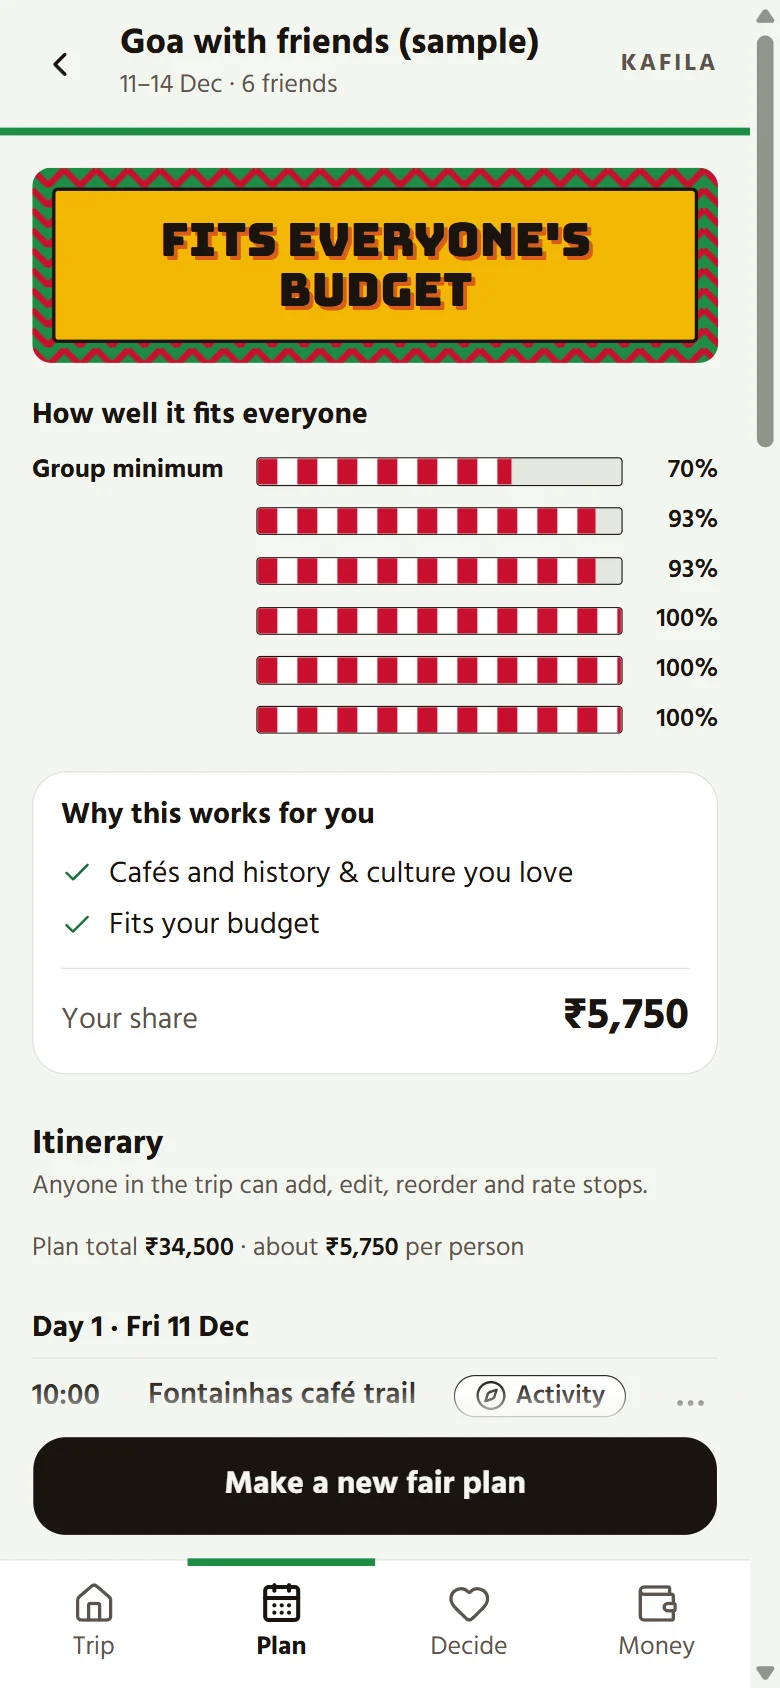 Goa with friends (sample)
11–14 Dec · 6 friends
KAFILA
FITS EVERYONE'S
BUDGET
How well it fits everyone
Group minimum 70%
93%
93%
100%
100%
100%
Why this works for you
Cafés and history & culture you love
Fits your budget
Your share ₹5,750
Itinerary
Anyone in the trip can add, edit, reorder and rate stops.
Plan total ₹34,500 · about ₹5,750 per person
Day 1 · Fri 11 Dec
10:00 Fontainhas café trail Activity ...
Make a new fair plan
Trip Plan Decide Money